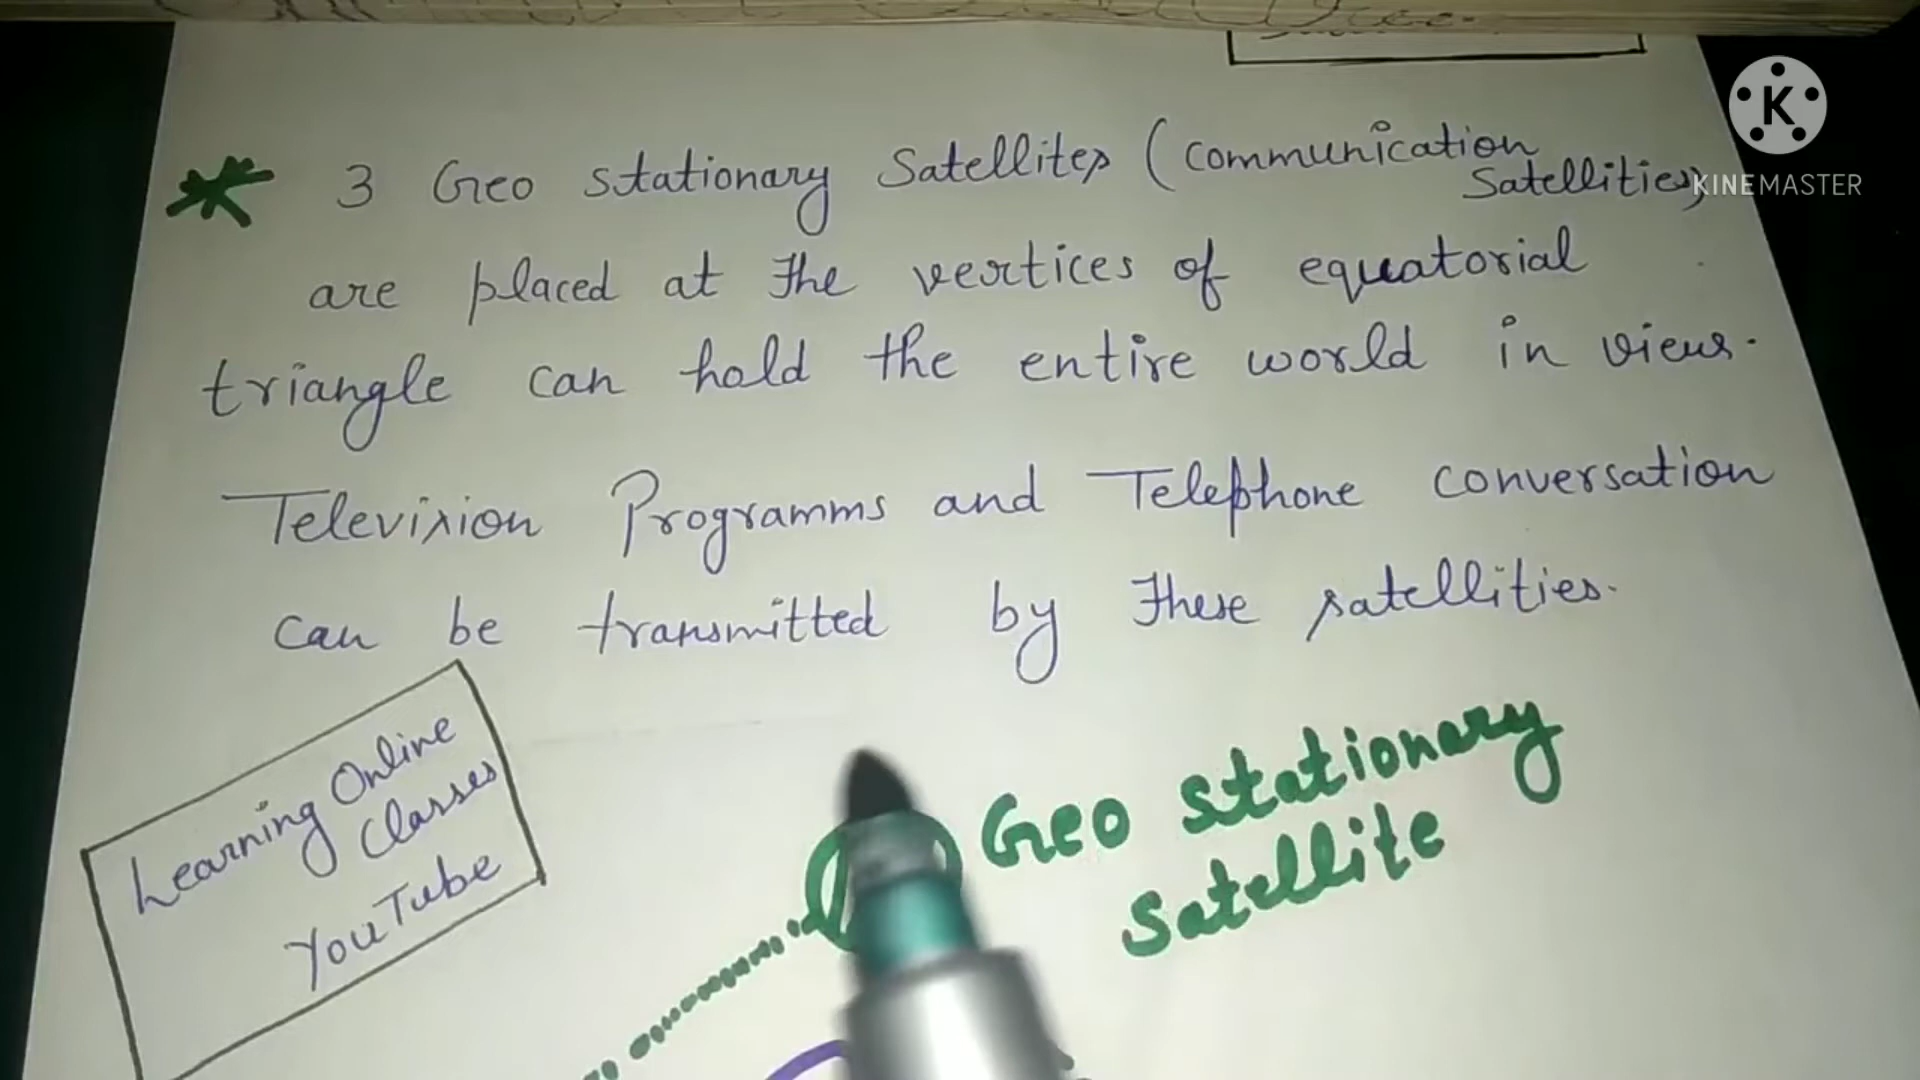 3 Geo stationary Satellites (communication
Satellities)
are placed at the vertices of equatorial
triangle can hold the entire world in view.
Television Programms and Telephone conversation
can be transmitted by these satellities.
Learning Online
Classes
YouTube
Geo stationary
Satellite
K
KINEMASTER